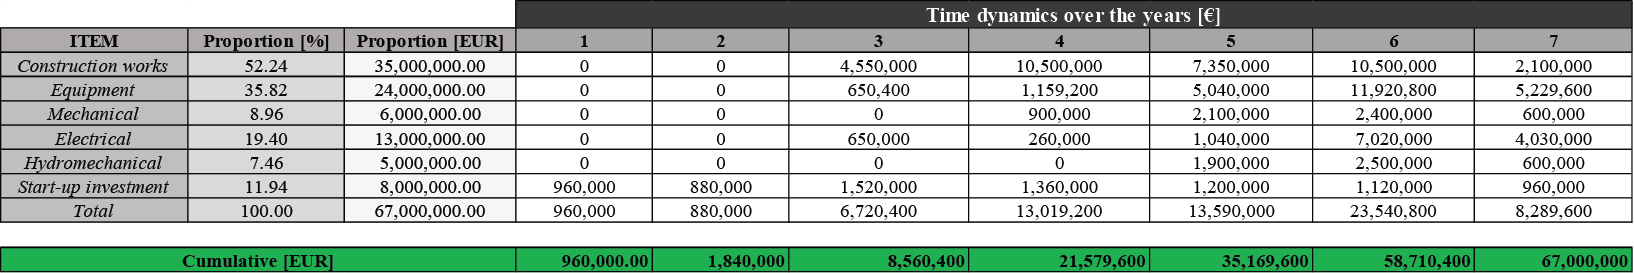 Time dynamics over the years [€]
ITEM Proportion [%] Proportion [EUR] 1 2 3 4 5 6 7
Construction works 52.24 35,000,000.00 0 0 4,550,000 10,500,000 7,350,000 10,500,000 2,100,000
Equipment 35.82 24,000,000.00 0 0 650,400 1,159,200 5,040,000 11,920,800 5,229,600
Mechanical 8.96 6,000,000.00 0 0 0 900,000 2,100,000 2,400,000 600,000
Electrical 19.40 13,000,000.00 0 0 650,000 260,000 1,040,000 7,020,000 4,030,000
Hydromechanical 7.46 5,000,000.00 0 0 0 0 1,900,000 2,500,000 600,000
Start-up investment 11.94 8,000,000.00 960,000 880,000 1,520,000 1,360,000 1,200,000 1,120,000 960,000
Total 100.00 67,000,000.00 960,000 880,000 6,720,400 13,019,200 13,590,000 23,540,800 8,289,600
Cumulative [EUR] 960,000.00 1,840,000 8,560,400 21,579,600 35,169,600 58,710,400 67,000,000